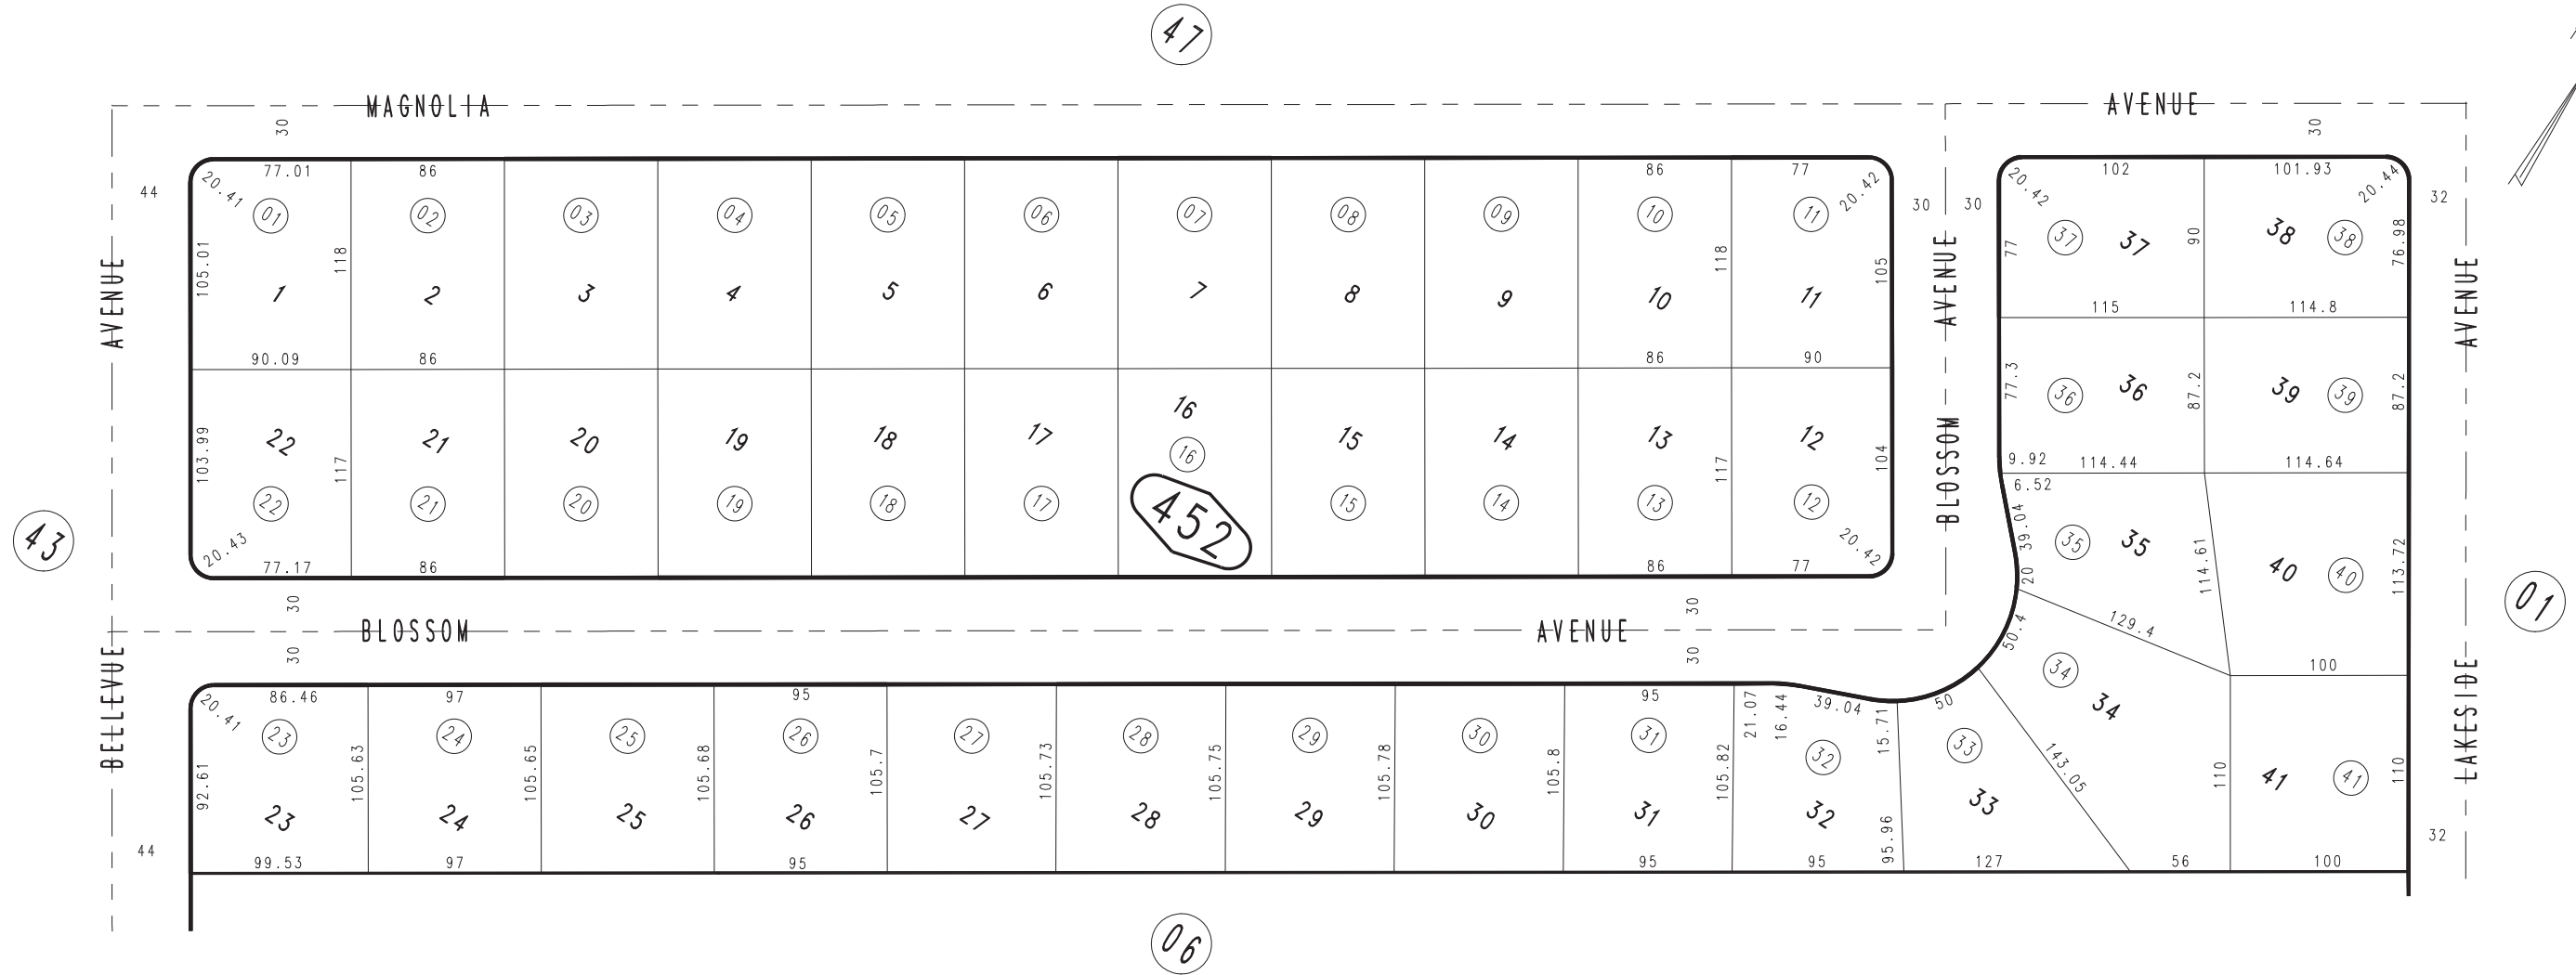 47
MAGNOLIA AVENUE
30 30
77.01 86 86 77 102 101.93
44 20.41 20.42 20.42 20.44 32
01 02 03 04 05 06 07 08 09 10 11 30 30 37 37 90 38 38
105.01 118 118 105 77 76.98
1 2 3 4 5 6 7 8 9 10 11
AVENUE AVENUE AVENUE
115 114.8
90.09 86 86 90
77.3 36 36 87.2 39 39 87.2
16
22 21 20 19 18 17 16 15 14 13 12
103.99 117 117 104 BLOSSOM
9.92 114.44 114.64
6.52
22 21 20 19 18 17 452 15 14 13 12
43
20.43 20.42
39.04 35 35 114.61 40 40 113.72
77.17 86 86 77
20
30 30 01
BLOSSOM AVENUE
129.4
50.4
30 30
100
34
BELLEVUE LAKESIDE
86.46 97 95 95
20.41 21.07 16.44 39.04 15.71 50 34
23 24 25 26 27 28 29 30 31 32 33
92.61 105.63 105.65 105.68 105.7 105.73 105.75 105.78 105.8 105.82 143.05 110 41 41 110
23 24 25 26 27 28 29 30 31 32 33
44 95.96 32
99.53 97 95 95 95 127 56 100
06